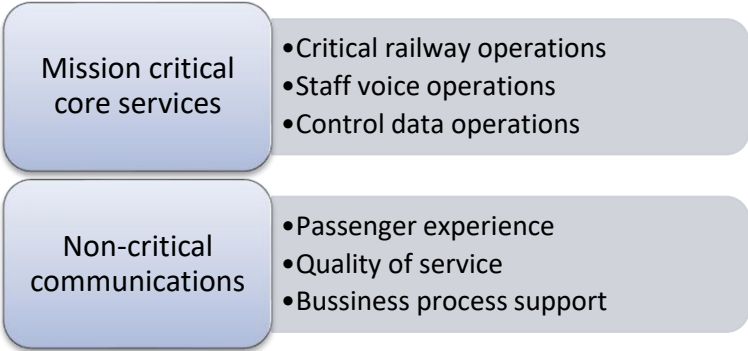 Mission critical
core services
•Critical railway operations
•Staff voice operations
•Control data operations
Non-critical
communications
•Passenger experience
•Quality of service
•Bussiness process support